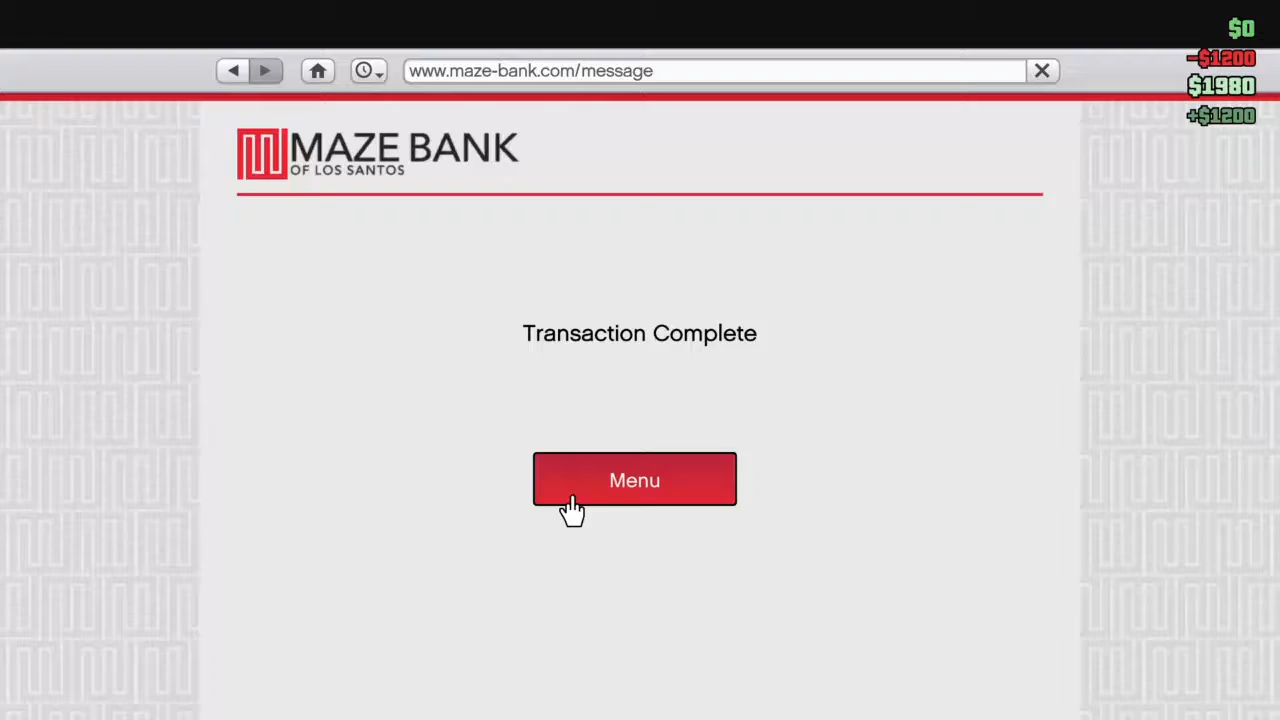 $0
-$1200
www.maze-bank.com/message
$1980
+$1200
MAZE BANK
OF LOS SANTOS
Transaction Complete
Menu